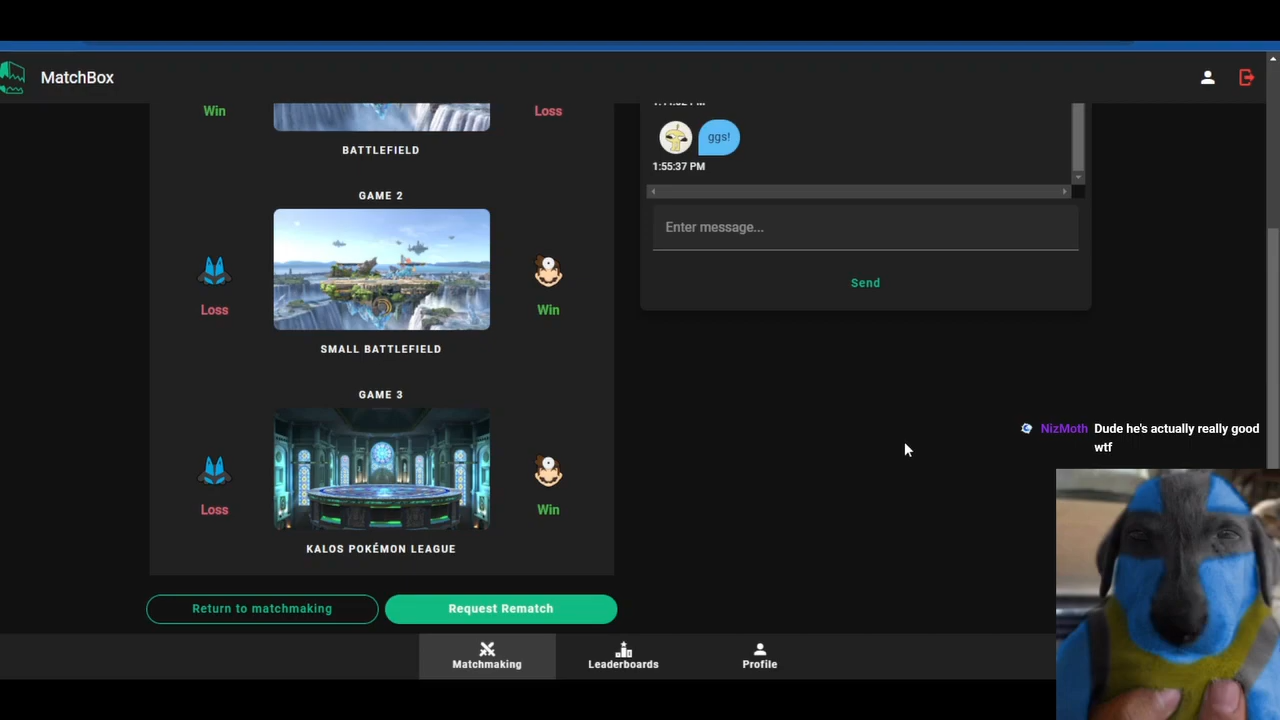 MatchBox
Win
Loss
BATTLEFIELD
GAME 2
Loss
Win
SMALL BATTLEFIELD
GAME 3
Loss
Win
KALOS POKÉMON LEAGUE
Return to matchmaking
Request Rematch
ggs!
1:55:37 PM
Enter message...
Send
NizMoth Dude he's actually really good
wtf
Matchmaking
Leaderboards
Profile